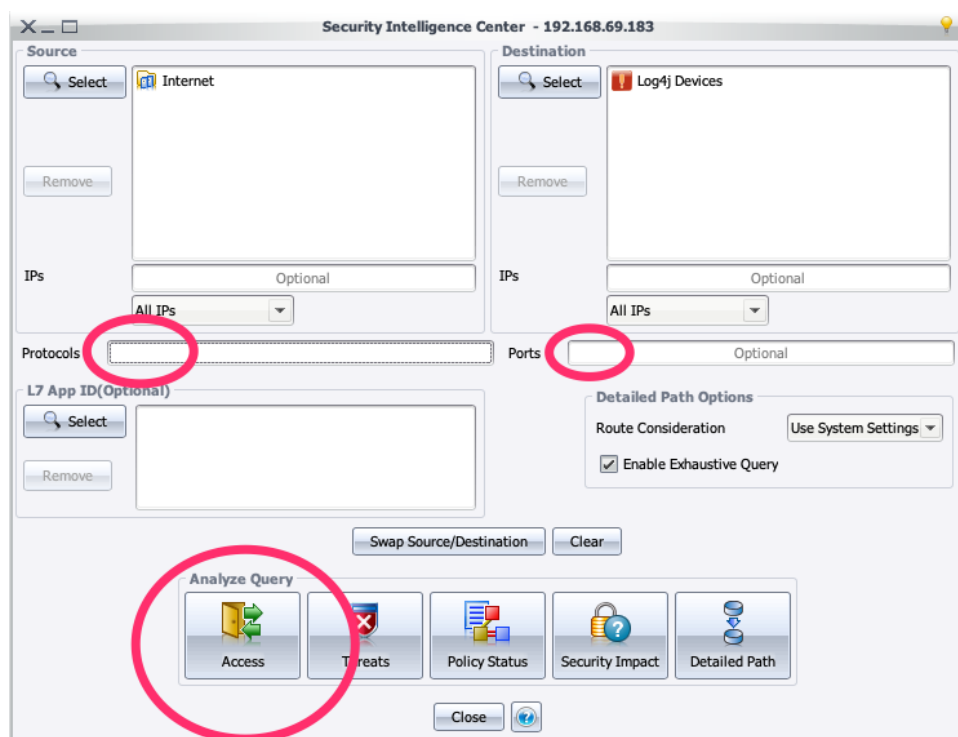 Security Intelligence Center - 192.168.69.183
Source
Select
Internet
Remove
IPs
Optional
All IPs
Destination
Select
Log4j Devices
Remove
IPs
Optional
All IPs
Protocols
Ports
Optional
L7 App ID(Optional)
Select
Remove
Detailed Path Options
Route Consideration
Use System Settings
Enable Exhaustive Query
Swap Source/Destination
Clear
Analyze Query
Access
Threats
Policy Status
Security Impact
Detailed Path
Close